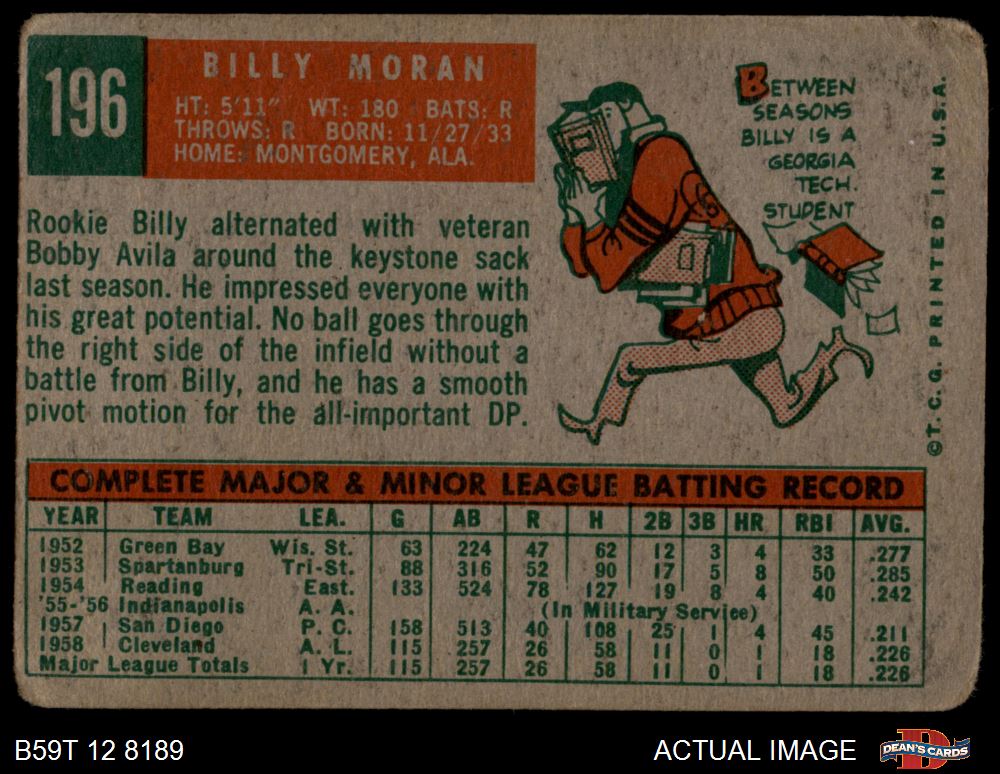 196
BILLY MORAN
HT: 5'11" WT: 180 BATS: R
THROWS: R BORN: 11/27/33
HOME: MONTGOMERY, ALA.
BETWEEN
SEASONS
BILLY IS A
GEORGIA
TECH.
STUDENT
Rookie Billy alternated with veteran
Bobby Avila around the keystone sack
last season. He impressed everyone with
his great potential. No ball goes through
the right side of the infield without a
battle from Billy, and he has a smooth
pivot motion for the all-important DP.
©T. C. G. PRINTED IN U.S.A.
COMPLETE MAJOR & MINOR LEAGUE BATTING RECORD
YEAR TEAM LEA. G AB R H 2B 3B HR RBI AVG.
1952 Green Bay Wis. St. 63 224 47 62 12 3 4 33 .277
1953 Spartanburg Tri-St. 88 316 52 90 17 5 8 50 .285
1954 Reading East. 133 524 78 127 19 8 4 40 .242
'55-'56 Indianapolis A. A. (In Military Service)
1957 San Diego P. C. 158 513 40 108 25 1 4 45 .211
1958 Cleveland A. L. 115 257 26 58 11 0 1 18 .226
Major League Totals 1 Yr. 115 257 26 58 11 0 1 18 .226
B59T 12 8189
ACTUAL IMAGE
DEAN'S CARDS